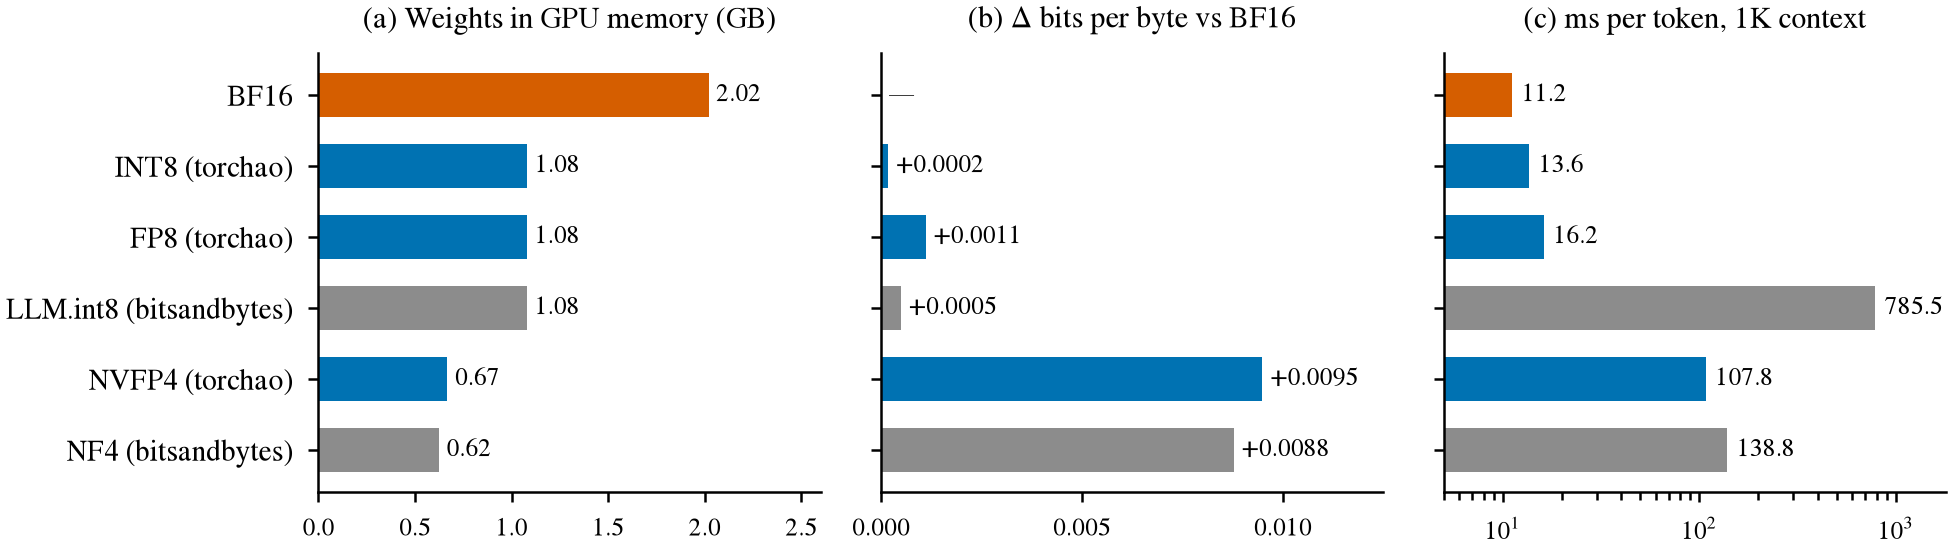 (a) Weights in GPU memory (GB)
BF16
2.02
INT8 (torchao)
1.08
FP8 (torchao)
1.08
LLM.int8 (bitsandbytes)
1.08
NVFP4 (torchao)
0.67
NF4 (bitsandbytes)
0.62
0.0 0.5 1.0 1.5 2.0 2.5
(b) Δ bits per byte vs BF16
—
+0.0002
+0.0011
+0.0005
+0.0095
+0.0088
0.000 0.005 0.010
(c) ms per token, 1K context
11.2
13.6
16.2
785.5
107.8
138.8
10¹ 10² 10³